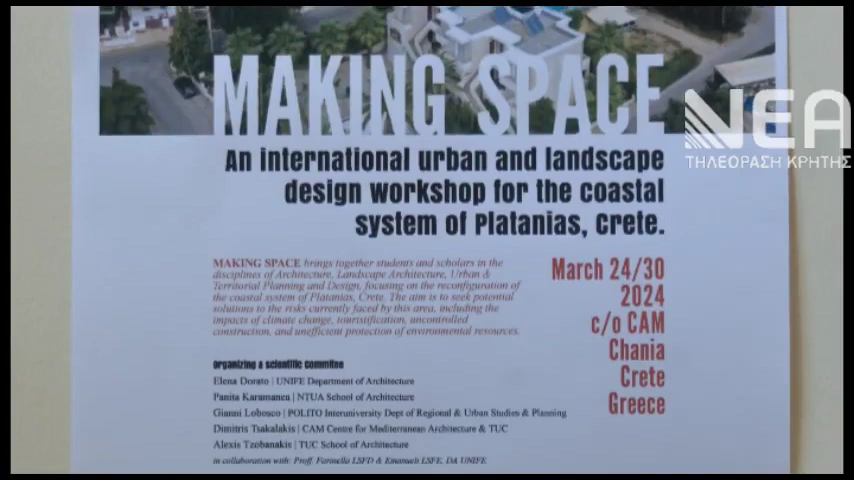 MAKING SPACE
ΝΕΑ
ΤΗΛΕΟΡΑΣΗ ΚΡΗΤΗΣ
An international urban and landscape
design workshop for the coastal
system of Platanias, Crete.
MAKING SPACE brings together students and scholars in the
disciplines of Architecture, Landscape Architecture, Urban &
Territorial Planning and Design, focusing on the reconfiguration of
the coastal system of Platanias, Crete. The aim is to seek potential
solutions to the risks currently faced by this area, including the
impacts of climate change, touristification, uncontrolled
construction, and unefficient protection of environmental resources.
March 24/30
2024
c/o CAM
Chania
Crete
Greece
organizing & scientific commitee
Elena Dorato | UNIFE Department of Architecture
Panita Karamanea | NTUA School of Architecture
Gianni Lobosco | POLITO Interuniversity Dept of Regional & Urban Studies & Planning
Dimitris Tsakalakis | CAM Centre for Mediterranean Architecture & TUC
Alexis Tzobanakis | TUC School of Architecture
in collaboration with: Proff. Farinella LSFD & Emanueli LSFE, DA UNIFE